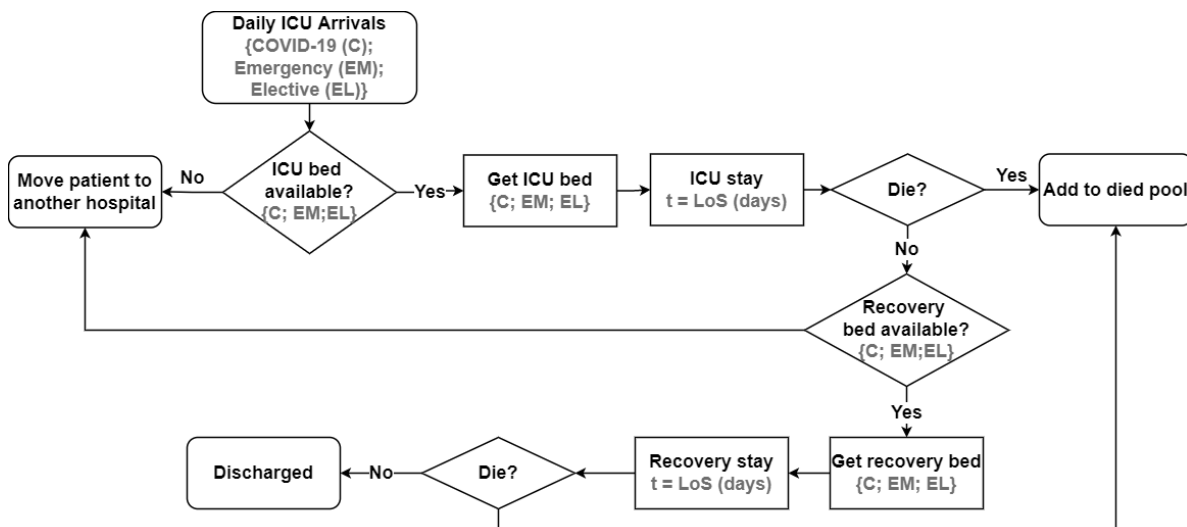 Daily ICU Arrivals
{COVID-19 (C);
Emergency (EM);
Elective (EL)}
Move patient to
another hospital
No
ICU bed
available?
{C; EM;EL}
Yes
Get ICU bed
{C; EM; EL}
ICU stay
t = LoS (days)
Die?
Yes
Add to died pool
No
Recovery
bed available?
{C; EM;EL}
Yes
Get recovery bed
{C; EM; EL}
Recovery stay
t = LoS (days)
Die?
No
Discharged